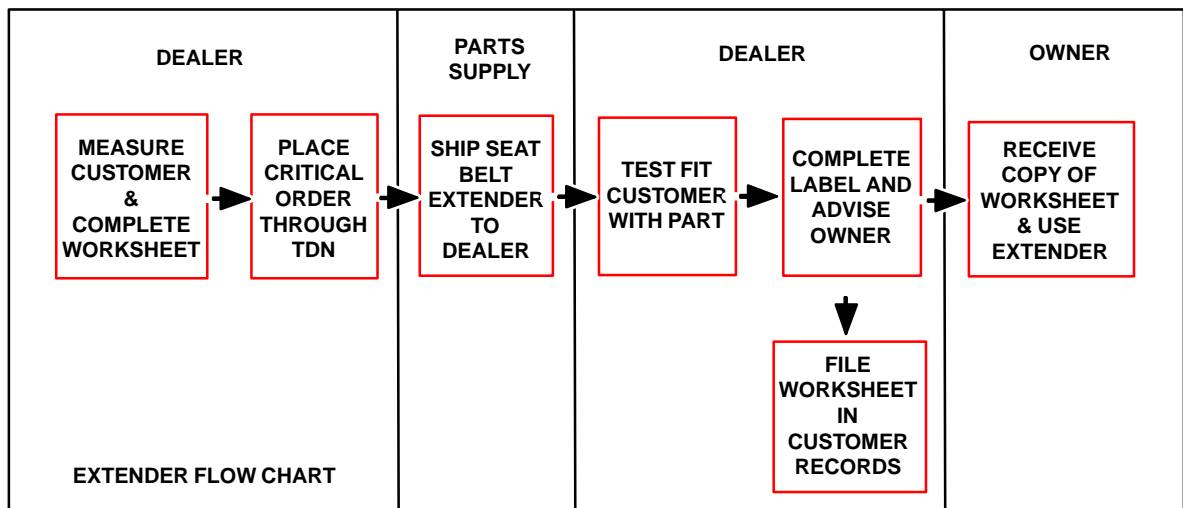 DEALER
PARTS
SUPPLY
DEALER
OWNER
MEASURE
CUSTOMER
&
COMPLETE
WORKSHEET
PLACE
CRITICAL
ORDER
THROUGH
TDN
SHIP SEAT
BELT
EXTENDER
TO
DEALER
TEST FIT
CUSTOMER
WITH PART
COMPLETE
LABEL AND
ADVISE
OWNER
RECEIVE
COPY OF
WORKSHEET
& USE
EXTENDER
FILE
WORKSHEET
IN
CUSTOMER
RECORDS
EXTENDER FLOW CHART